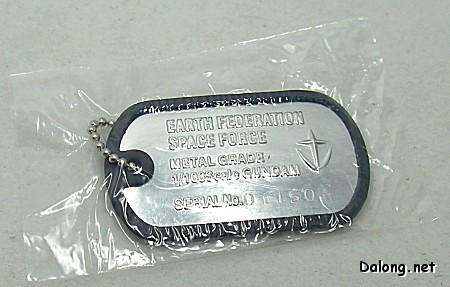 EARTH FEDERATION
SPACE FORCE
METAL GRADE
1/100Scale GUNDAM
SERIAL No.
Dalong.net